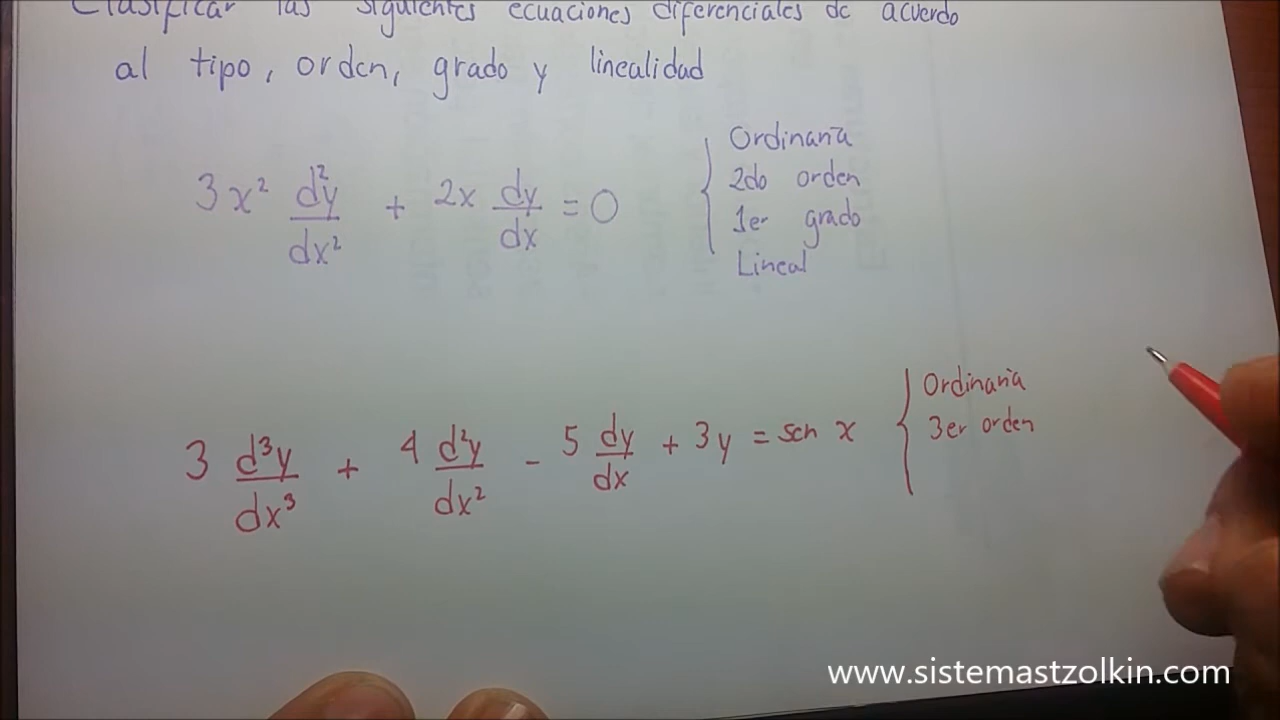 Clasificar las siguientes ecuaciones diferenciales de acuerdo
al tipo, orden, grado y linealidad
3x² d²y/dx² + 2x dy/dx = 0
Ordinaria
2do orden
1er grado
Lineal
3 d³y/dx³ + 4 d²y/dx² - 5 dy/dx + 3y = sen x
Ordinaria
3er orden
www.sistemastzolkin.com